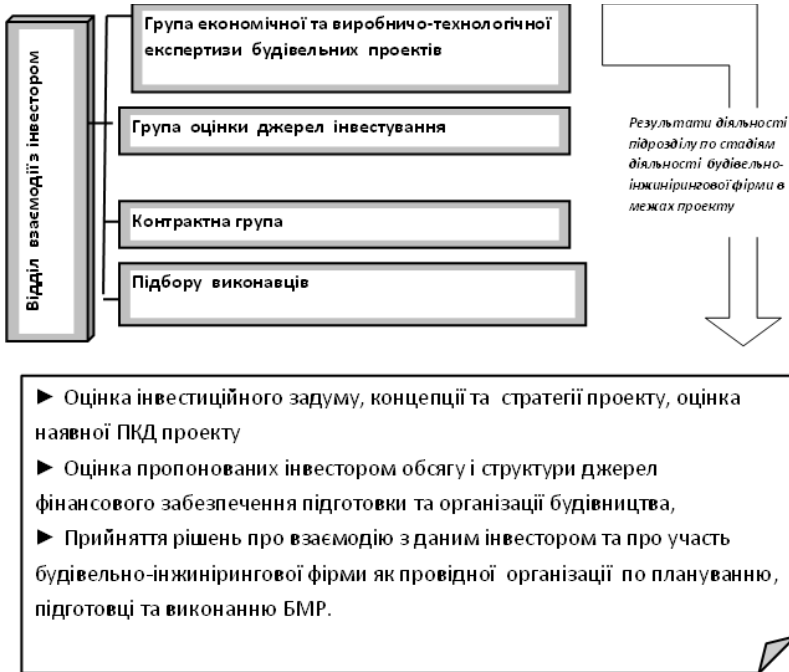 Відділ взаємодії з інвестором
Група економічної та виробничо-технологічної
експертизи будівельних проектів
Група оцінки джерел інвестування
Контрактна група
Підбору виконавців
Результати діяльності
підрозділу по стадіям
діяльності будівельно-
інжинірингової фірми в
межах проекту
► Оцінка інвестиційного задуму, концепції та стратегії проекту, оцінка
наявної ПКД проекту
► Оцінка пропонованих інвестором обсягу і структури джерел
фінансового забезпечення підготовки та організації будівництва,
► Прийняття рішень про взаємодію з даним інвестором та про участь
будівельно-інжинірингової фірми як провідної організації по плануванню,
підготовці та виконанню БМР.